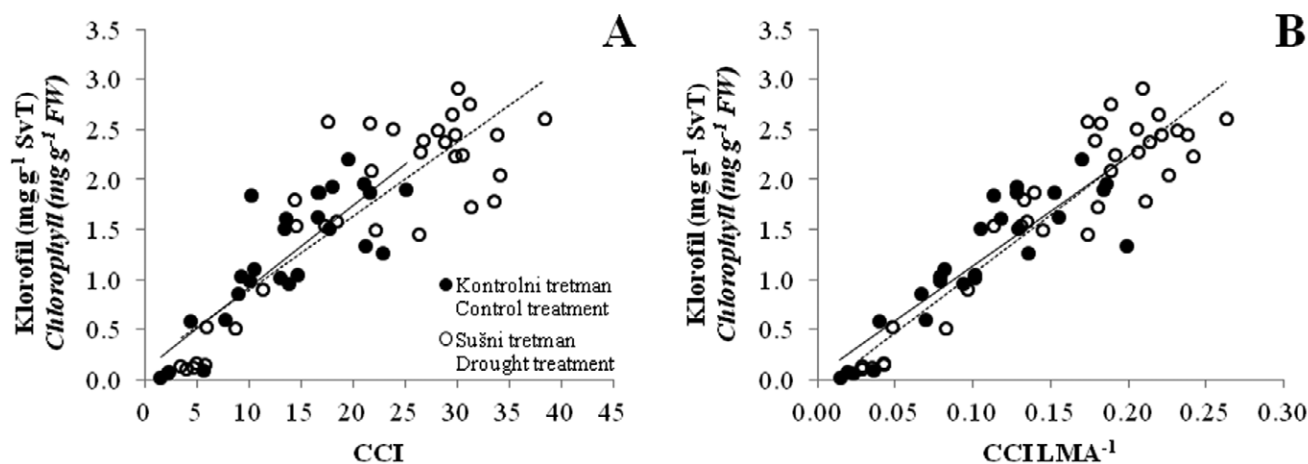 A
Klorofil (mg g⁻¹ SvT)
Chlorophyll (mg g⁻¹ FW)
3.5
3.0
2.5
2.0
1.5
1.0
0.5
0.0
0 5 10 15 20 25 30 35 40 45
CCI
Kontrolni tretman
Control treatment
Sušni tretman
Drought treatment
B
Klorofil (mg g⁻¹ SvT)
Chlorophyll (mg g⁻¹ FW)
3.5
3.0
2.5
2.0
1.5
1.0
0.5
0.0
0.00 0.05 0.10 0.15 0.20 0.25 0.30
CCI LMA⁻¹